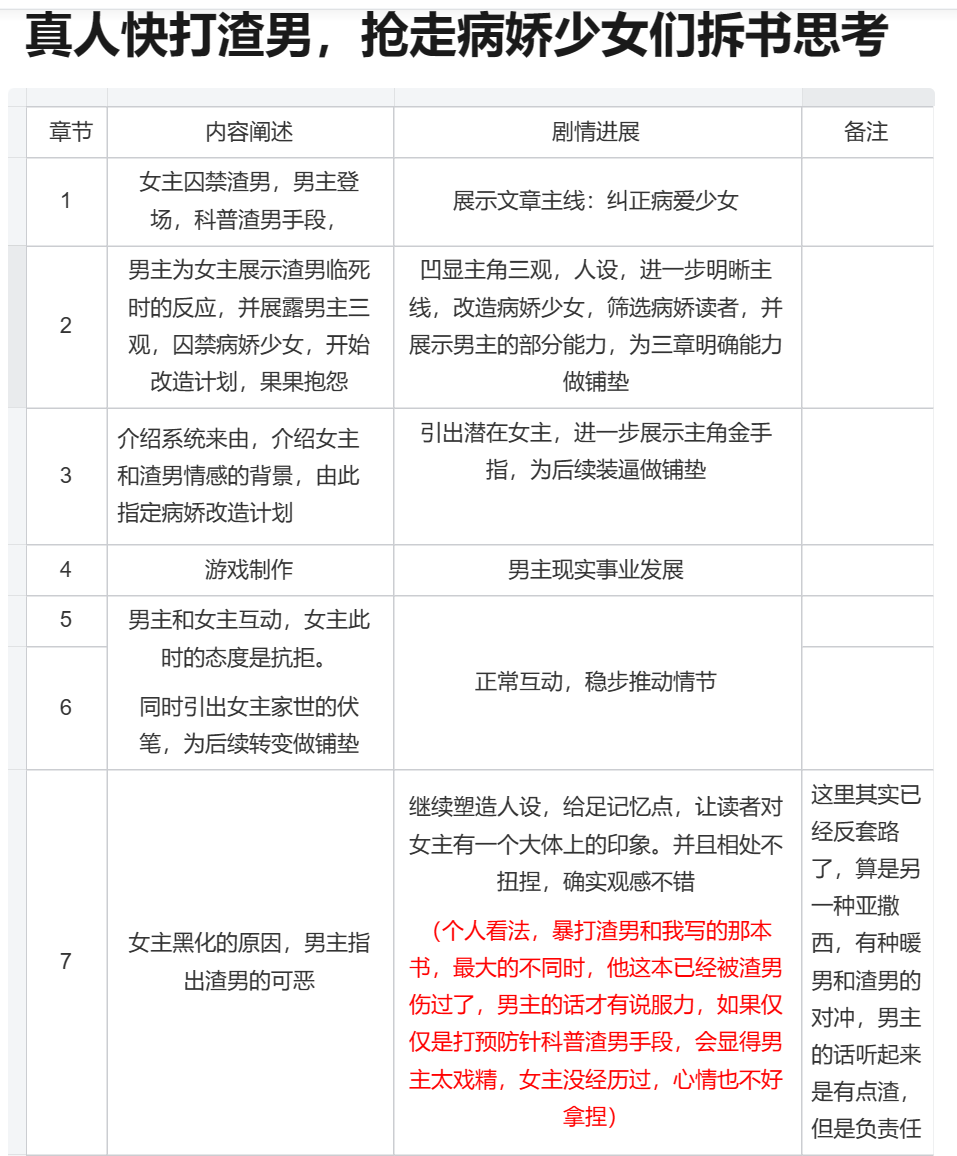 真人快打渣男，抢走病娇少女们拆书思考
章节
内容阐述
剧情进展
备注
1
女主囚禁渣男，男主登
场，科普渣男手段，
展示文章主线：纠正病爱少女
2
男主为女主展示渣男临死
时的反应，并展露男主三
观，囚禁病娇少女，开始
改造计划，果果抱怨
凹显主角三观，人设，进一步明晰主
线，改造病娇少女，筛选病娇读者，并
展示男主的部分能力，为三章明确能力
做铺垫
3
介绍系统来由，介绍女主
和渣男情感的背景，由此
指定病娇改造计划
引出潜在女主，进一步展示主角金手
指，为后续装逼做铺垫
4
游戏制作
男主现实事业发展
5
男主和女主互动，女主此
时的态度是抗拒。
6
同时引出女主家世的伏
笔，为后续转变做铺垫
正常互动，稳步推动情节
7
女主黑化的原因，男主指
出渣男的可恶
继续塑造人设，给足记忆点，让读者对
女主有一个大体上的印象。并且相处不
扭捏，确实观感不错
（个人看法，暴打渣男和我写的那本
书，最大的不同时，他这本已经被渣男
伤过了，男主的话才有说服力，如果仅
仅是打预防针科普渣男手段，会显得男
主太戏精，女主没经历过，心情也不好
拿捏）
这里其实已
经反套路
了，算是另
一种亚撒
西，有种暖
男和渣男的
对冲，男主
的话听起来
是有点渣，
但是负责任